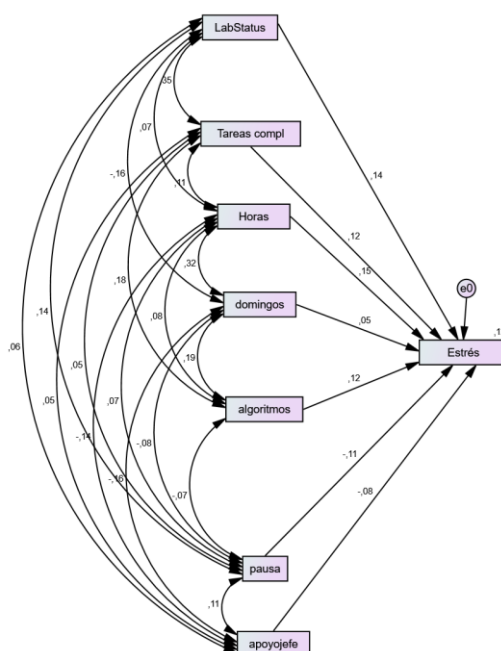 LabStatus
,35
Tareas compl
,07
,14
-,16
,11
,12
Horas
,15
,32
,18
domingos
,05
e0
,14
,08
,06
Estrés
,19
,05
,07
algoritmos
,12
,05
-,08
-,14
-,11
-,16
-,07
-,08
pausa
,11
apoyojefe